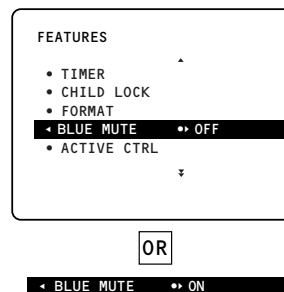 FEATURES
• TIMER
• CHILD LOCK
• FORMAT
◂ BLUE MUTE •▸ OFF
• ACTIVE CTRL
OR
◂ BLUE MUTE •▸ ON